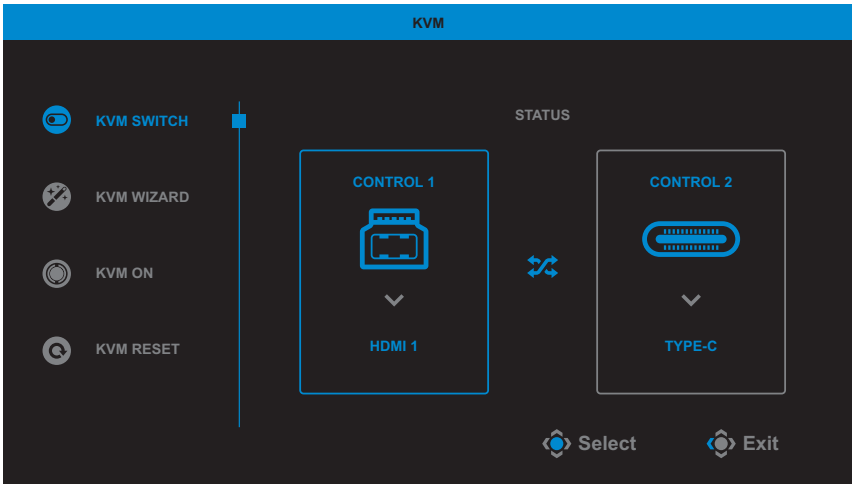 KVM
KVM SWITCH
KVM WIZARD
KVM ON
KVM RESET
STATUS
CONTROL 1
HDMI 1
CONTROL 2
TYPE-C
Select
Exit